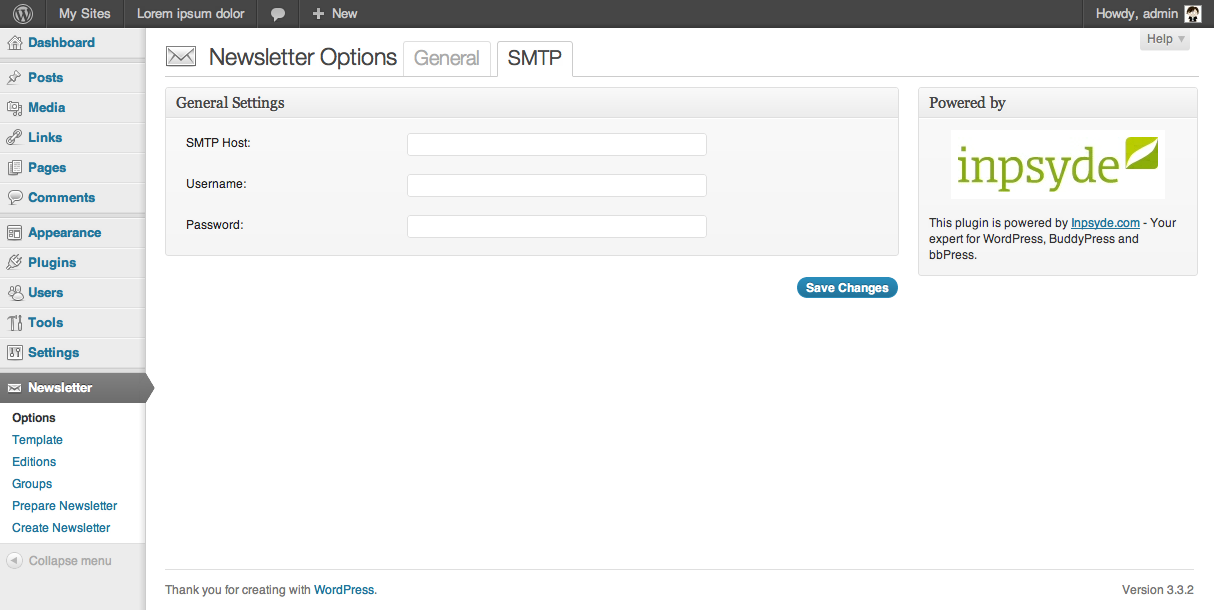 My Sites Lorem ipsum dolor New Howdy, admin
Help
Dashboard
Posts
Media
Links
Pages
Comments
Appearance
Plugins
Users
Tools
Settings
Newsletter
Options
Template
Editions
Groups
Prepare Newsletter
Create Newsletter
Collapse menu
Newsletter Options General SMTP
General Settings
SMTP Host:
Username:
Password:
Save Changes
Powered by
inpsyde
This plugin is powered by Inpsyde.com - Your
expert for WordPress, BuddyPress and
bbPress.
Thank you for creating with WordPress.
Version 3.3.2